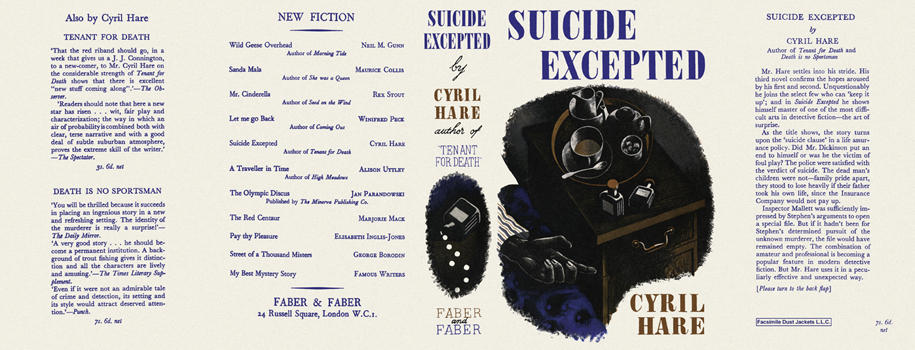 Also by Cyril Hare
TENANT FOR DEATH
'That the red riband should go, in a
week that gives us a J. J. Connington,
to a new-comer, to Mr. Cyril Hare on
the considerable strength of Tenant for
Death shows that there is excellent
"new stuff coming along".'—The Ob-
server.
'Readers should note that here a new
star has risen . . . wit, fair play and
characterization; the way in which an
air of probability is combined both with
clear, terse narrative and with a good
deal of subtle suburban atmosphere,
proves the extreme skill of the writer.'
—The Spectator.
3s. 6d. net
DEATH IS NO SPORTSMAN
'You will be thrilled because it succeeds
in placing an ingenious story in a new
and refreshing setting. The identity of
the murderer is really a surprise!'—
The Daily Mirror.
'A very good story . . . he should be-
come a permanent institution. A back-
ground of trout fishing gives it distinc-
tion and all the characters are lively
and amusing.'—The Times Literary Sup-
plement.
'Even if it were not an admirable tale
of crime and detection, its setting and
its style would attract deserved atten-
tion.'—Punch.
7s. 6d. net
NEW FICTION
Wild Geese Overhead NEIL M. GUNN
Author of Morning Tide
Sanda Mala MAURICE COLLIS
Author of She was a Queen
Mr. Cinderella REX STOUT
Author of Seed on the Wind
Let me go Back WINIFRED PECK
Author of Coming Out
Suicide Excepted CYRIL HARE
Author of Tenant for Death
A Traveller in Time ALISON UTTLEY
Author of High Meadows
The Olympic Discus JAN PARANDOWSKI
Published by The Minerva Publishing Co.
The Red Centaur MARJORIE MACK
Pay thy Pleasure ELISABETH INGLIS-JONES
Street of a Thousand Misters GEORGE BORODIN
My Best Mystery Story FAMOUS WRITERS
FABER & FABER
24 Russell Square, London W.C.1.
SUICIDE
EXCEPTED
by
CYRIL
HARE
author of
'TENANT
FOR DEATH'
FABER
and
FABER
SUICIDE
EXCEPTED
CYRIL
HARE
SUICIDE EXCEPTED
by
CYRIL HARE
Author of Tenant for Death and
Death is no Sportsman
Mr. Hare settles into his stride. His
third novel confirms the hopes aroused
by his first and second. Unquestionably
he joins the select few who can 'keep it
up'; and in Suicide Excepted he shows
himself master of one of the most diffi-
cult arts in detective fiction—the art of
surprise.
As the title shows, the story turns
upon the 'suicide clause' in a life assur-
ance policy. Did Mr. Dickinson put an
end to himself or was he the victim of
foul play? The police were satisfied with
the verdict of suicide. The dead man's
children were not—family pride apart,
they stood to lose heavily if their father
took his own life, since the Insurance
Company would not pay up.
Inspector Mallett was sufficiently im-
pressed by Stephen's arguments to open
a special file. But if it hadn't been for
Stephen's determined pursuit of the
unknown murderer, the file would have
remained empty. The combination of
amateur and professional is becoming a
popular feature in modern detective
fiction. But Mr. Hare uses it in a pecu-
liarly effective and unexpected way.
[Please turn to the back flap]
Facsimile Dust Jackets L.L.C.
7s. 6d.
net